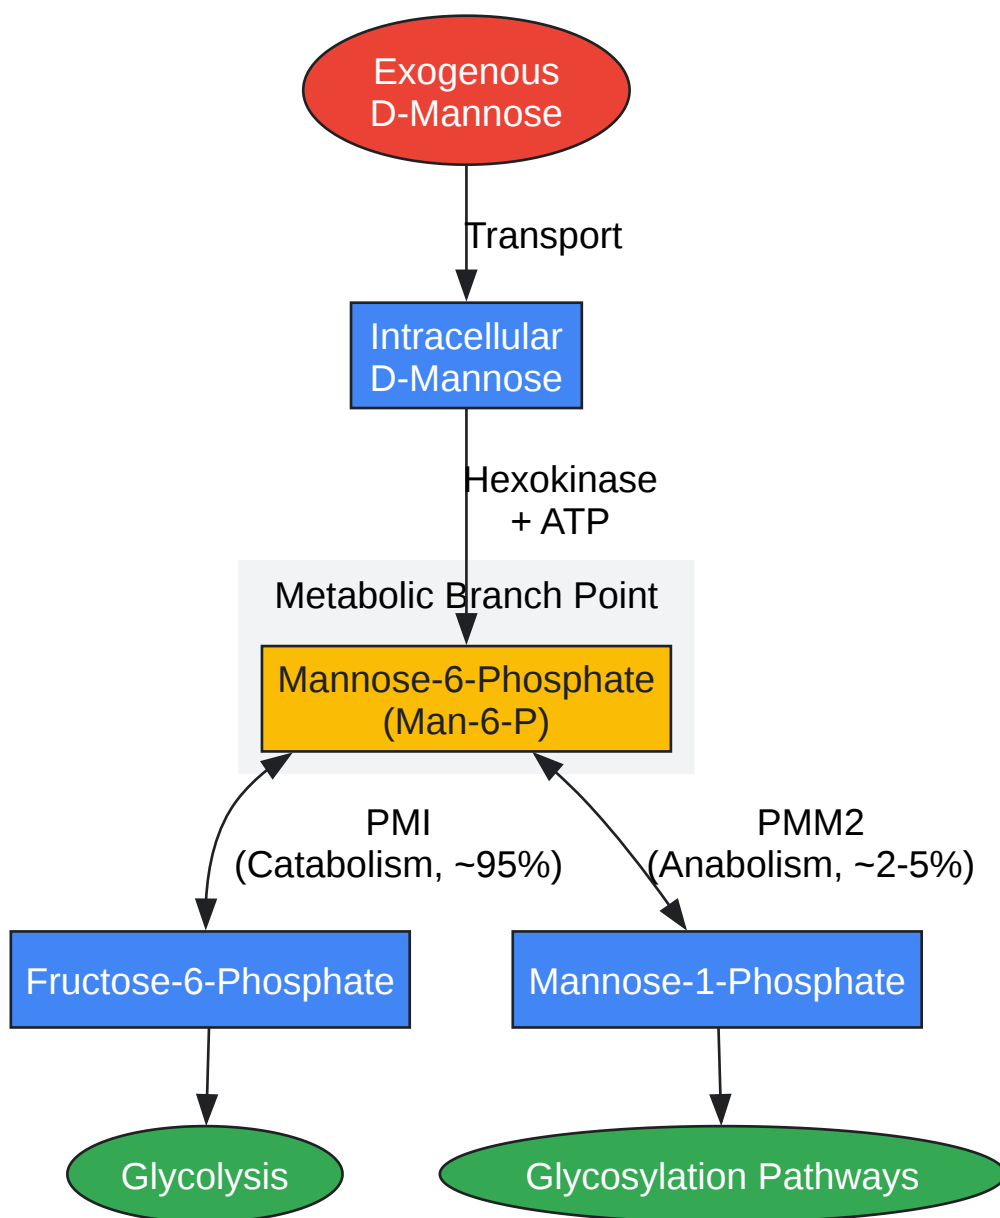 Exogenous
D-Mannose
Transport
Intracellular
D-Mannose
Hexokinase
+ ATP
Metabolic Branch Point
Mannose-6-Phosphate
(Man-6-P)
PMI
(Catabolism, ~95%)
PMM2
(Anabolism, ~2-5%)
Fructose-6-Phosphate
Mannose-1-Phosphate
Glycolysis
Glycosylation Pathways